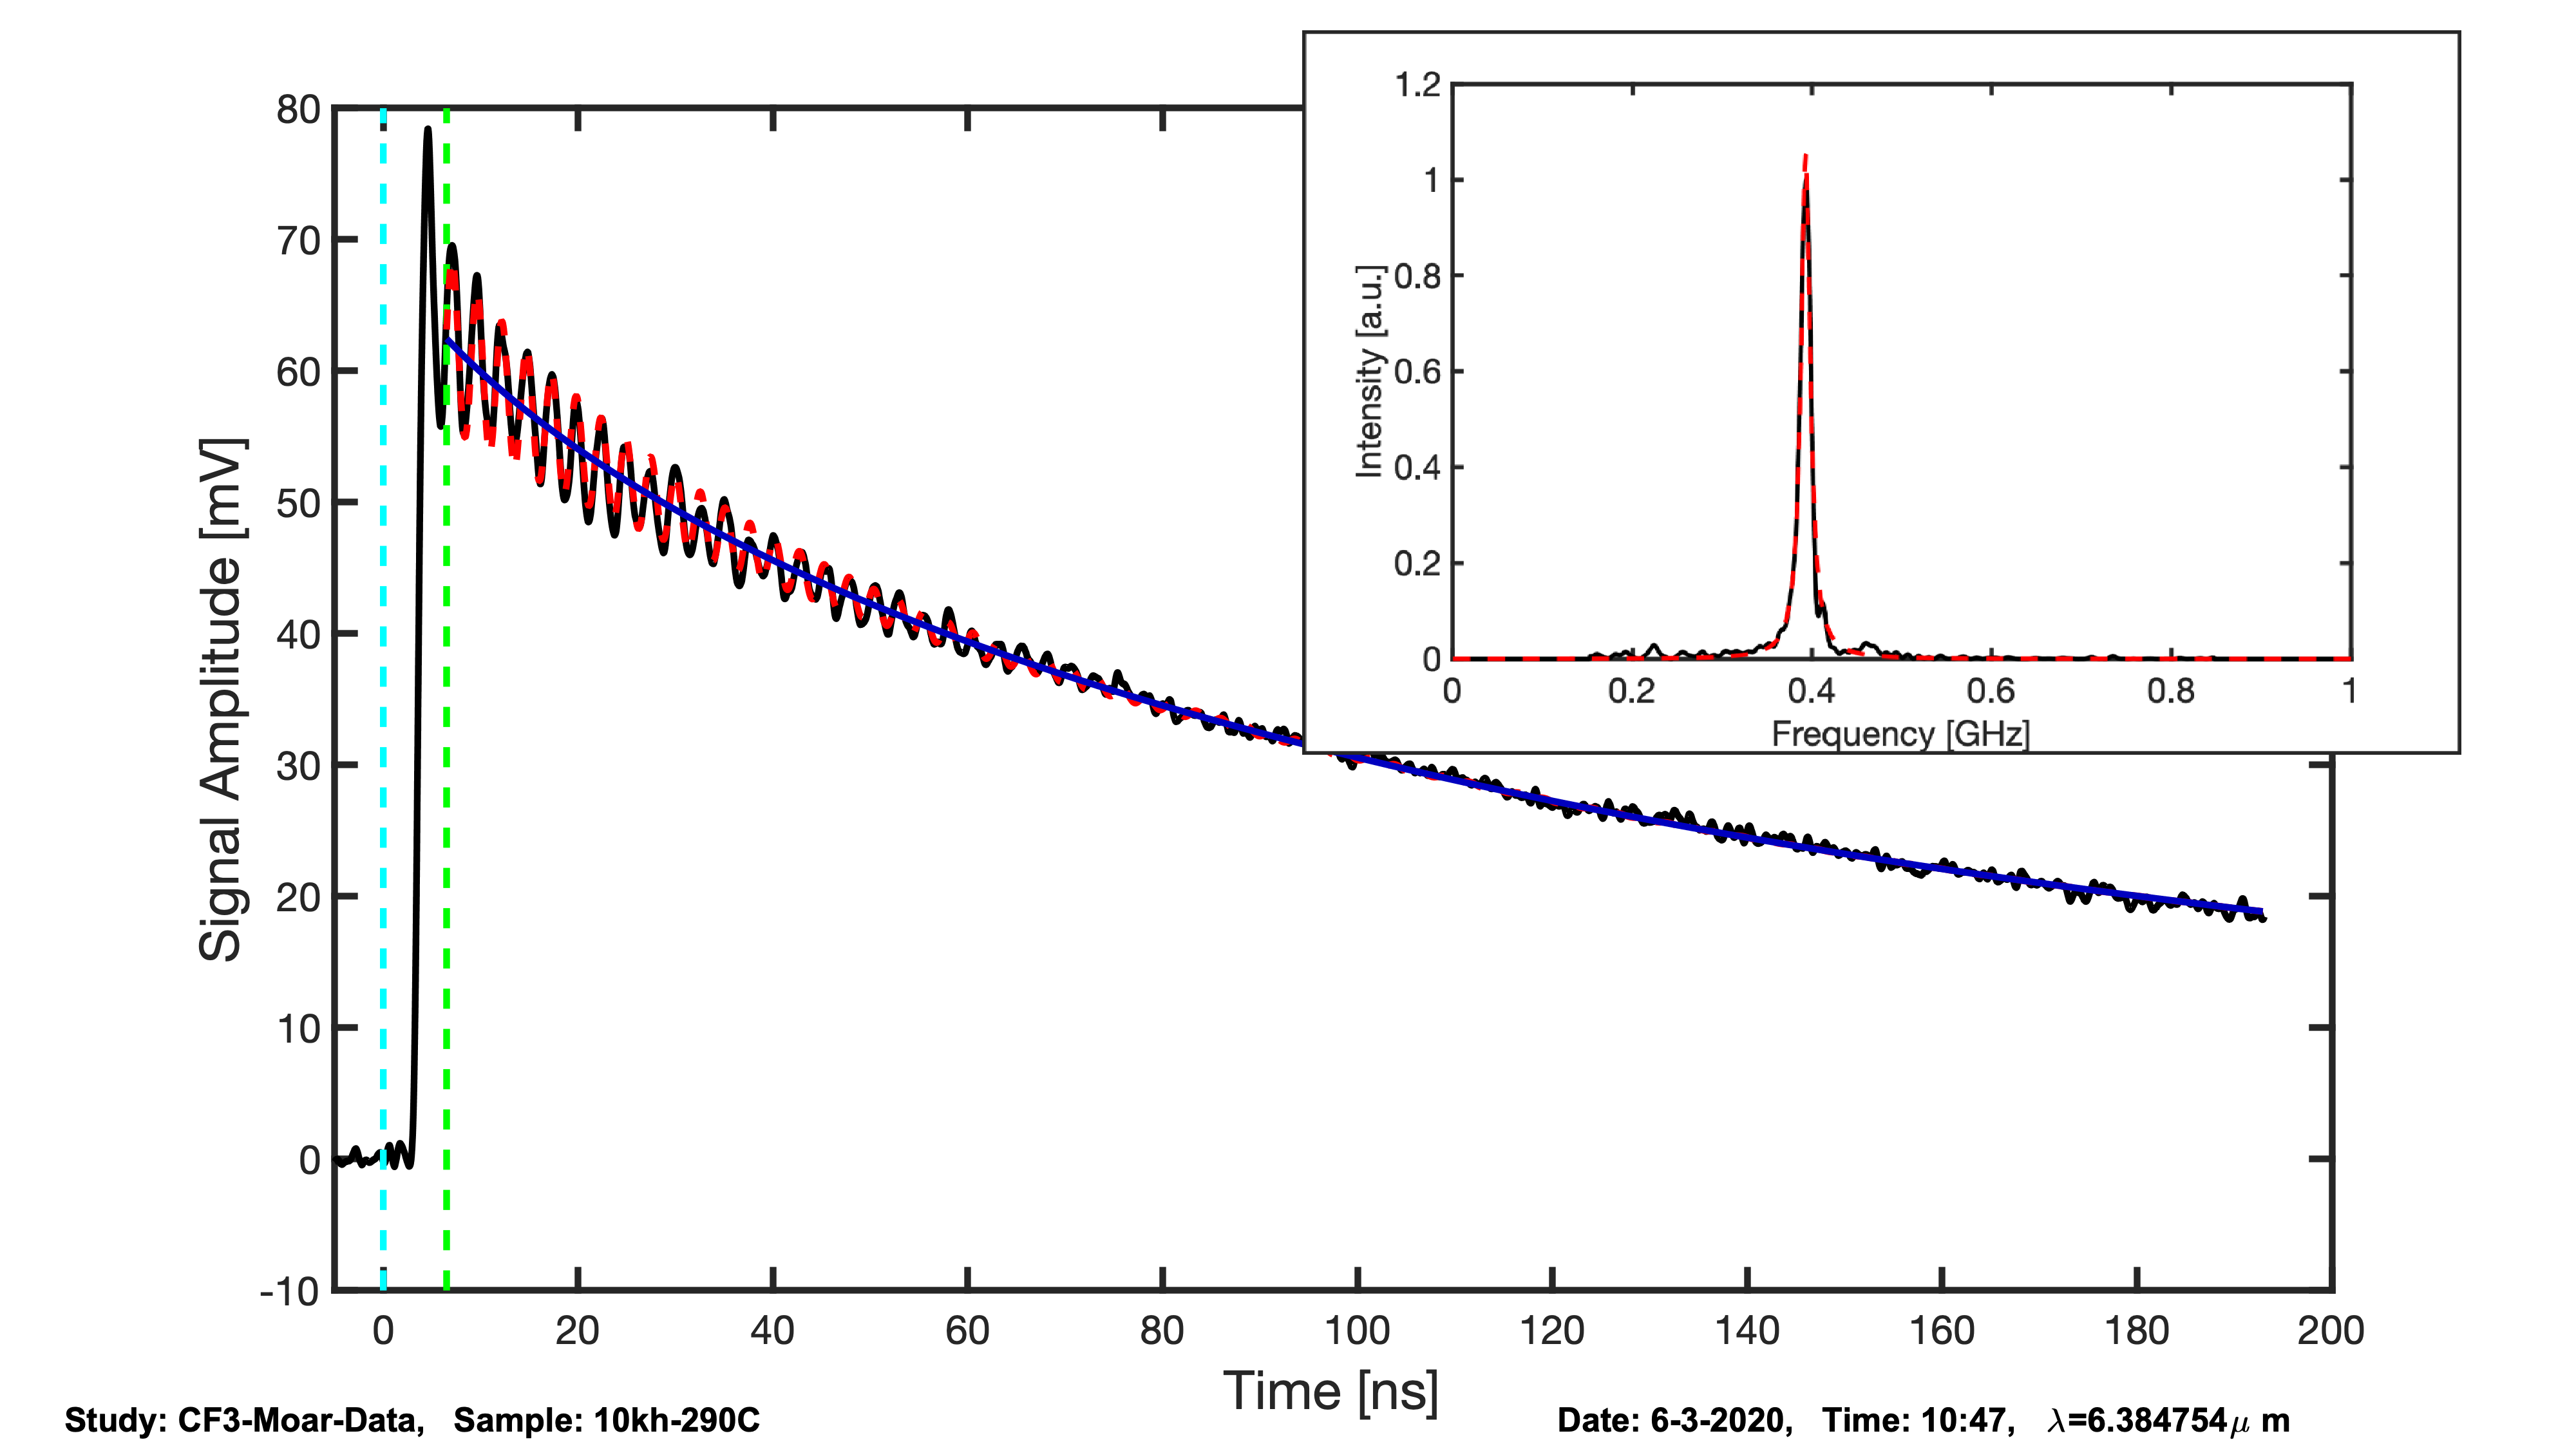 1.2
1
0.8
0.6
0.4
0.2
0
0 0.2 0.4 0.6 0.8 1
Intensity [a.u.]
Frequency [GHz]
80
70
60
50
40
30
20
10
0
-10
Signal Amplitude [mV]
0 20 40 60 80 100 120 140 160 180 200
Time [ns]
Study: CF3-Moar-Data, Sample: 10kh-290C
Date: 6-3-2020, Time: 10:47, λ=6.384754μ m